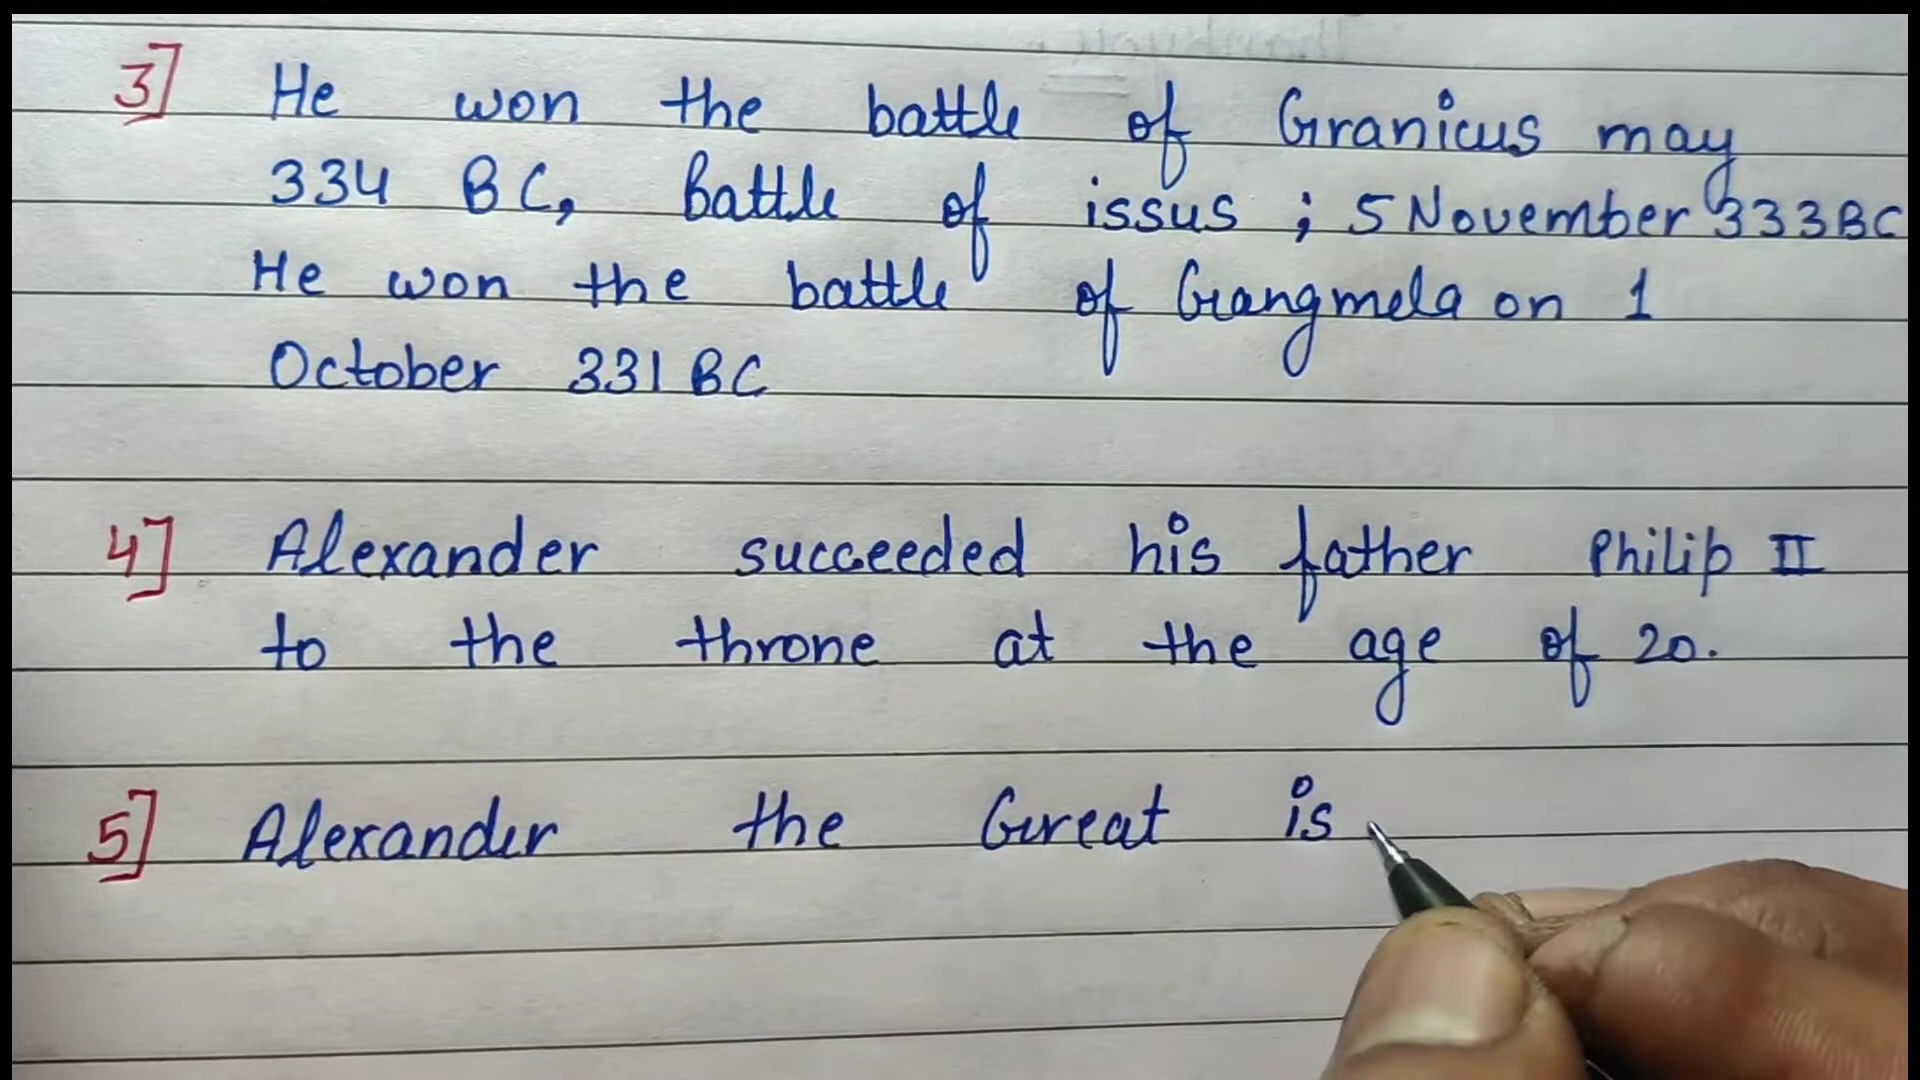 3] He won the battle of Granicus may
334 BC, Battle of issus ; 5 November 333BC
He won the battle of Gangmela on 1
October 331 BC
4] Alexander succeeded his father Philip II
to the throne at the age of 20.
5] Alexander the Great is